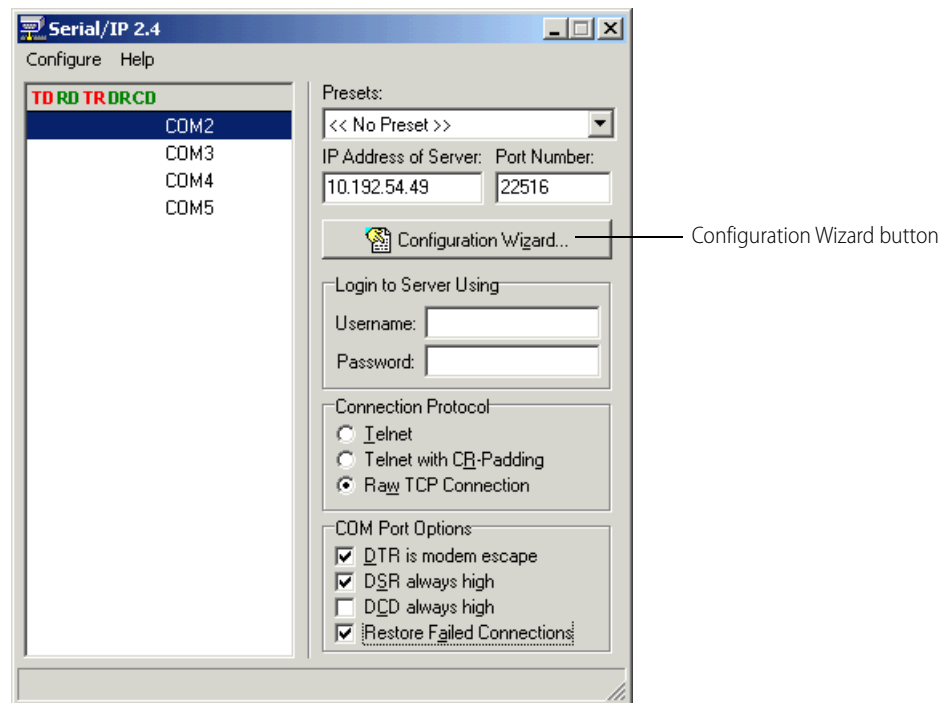 Serial/IP 2.4
Configure Help
TD RD TR DR CD
COM2
COM3
COM4
COM5
Presets:
<< No Preset >>
IP Address of Server: Port Number:
10.192.54.49 22516
Configuration Wizard...
Configuration Wizard button
Login to Server Using
Username:
Password:
Connection Protocol
Telnet
Telnet with CR-Padding
Raw TCP Connection
COM Port Options
DTR is modem escape
DSR always high
DCD always high
Restore Failed Connections